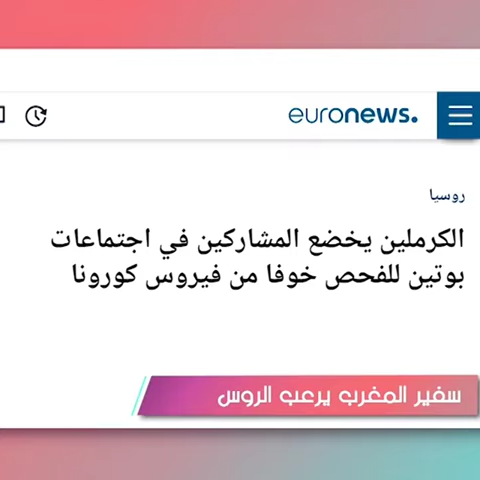 euronews.
روسيا
الكرملين يخضع المشاركين في اجتماعات
بوتين للفحص خوفا من فيروس كورونا
سفير المغرب يرعب الروس